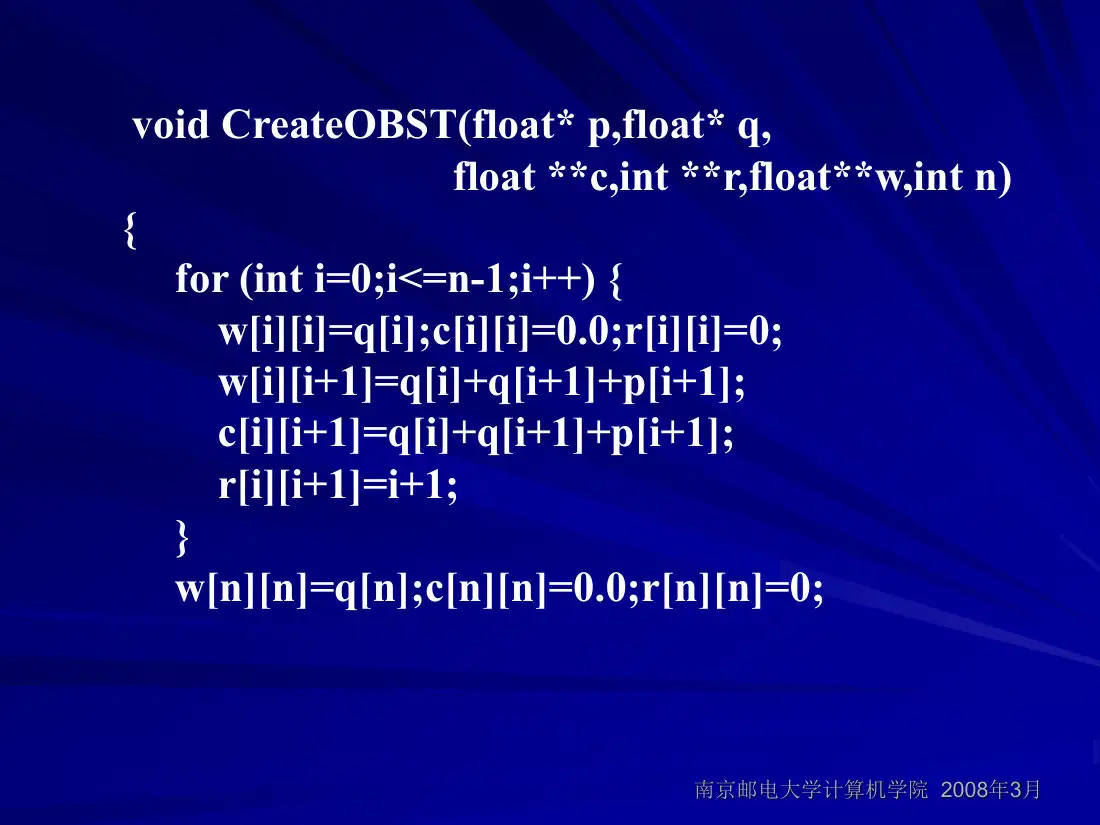 void CreateOBST(float* p,float* q,
float **c,int **r,float**w,int n)
{
for (int i=0;i<=n-1;i++) {
w[i][i]=q[i];c[i][i]=0.0;r[i][i]=0;
w[i][i+1]=q[i]+q[i+1]+p[i+1];
c[i][i+1]=q[i]+q[i+1]+p[i+1];
r[i][i+1]=i+1;
}
w[n][n]=q[n];c[n][n]=0.0;r[n][n]=0;
南京邮电大学计算机学院 2008年3月